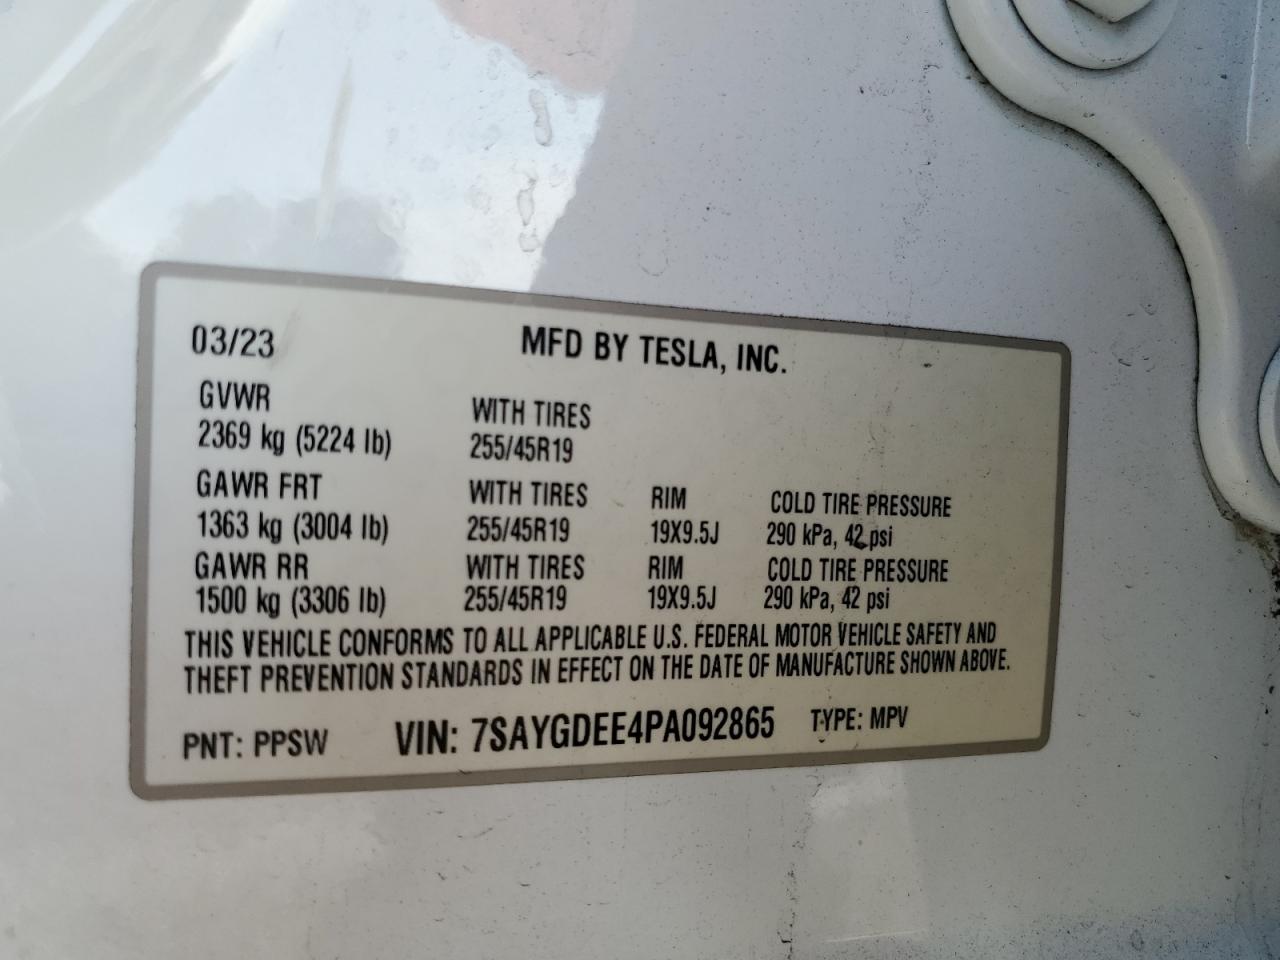 03/23 MFD BY TESLA, INC.
GVWR WITH TIRES
2369 kg (5224 lb) 255/45R19
GAWR FRT WITH TIRES RIM COLD TIRE PRESSURE
1363 kg (3004 lb) 255/45R19 19X9.5J 290 kPa, 42 psi
GAWR RR WITH TIRES RIM COLD TIRE PRESSURE
1500 kg (3306 lb) 255/45R19 19X9.5J 290 kPa, 42 psi
THIS VEHICLE CONFORMS TO ALL APPLICABLE U.S. FEDERAL MOTOR VEHICLE SAFETY AND
THEFT PREVENTION STANDARDS IN EFFECT ON THE DATE OF MANUFACTURE SHOWN ABOVE.
PNT: PPSW VIN: 7SAYGDEE4PA092865 TYPE: MPV